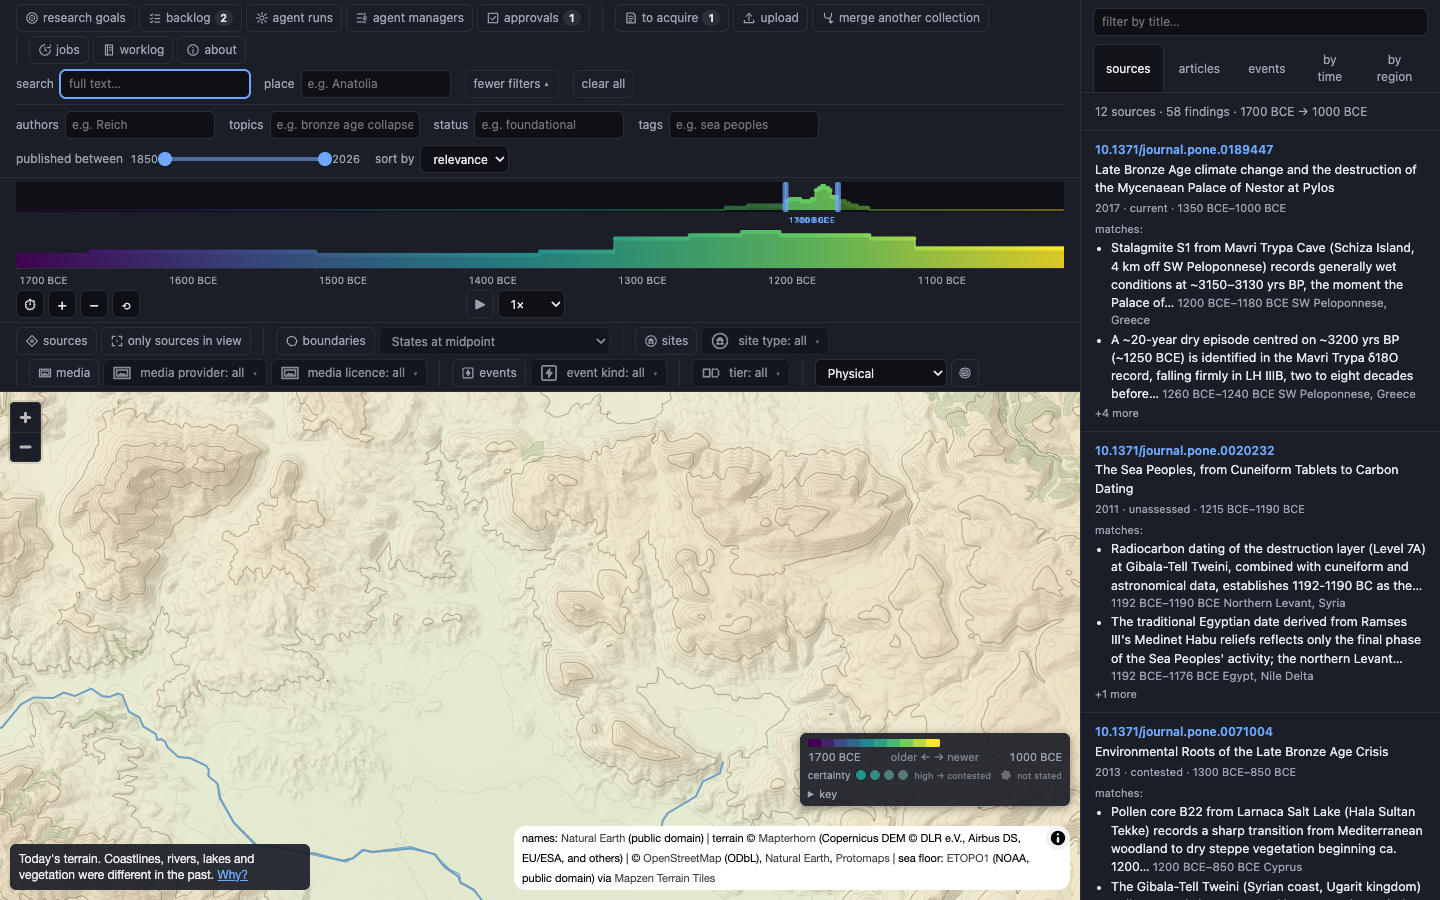 research goals
backlog 2
agent runs
agent managers
approvals 1
to acquire 1
upload
merge another collection
jobs
worklog
about
search full text...
place e.g. Anatolia
fewer filters
clear all
authors e.g. Reich
topics e.g. bronze age collapse
status e.g. foundational
tags e.g. sea peoples
published between 1850 2026
sort by relevance
1700 BCE 1600 BCE 1500 BCE 1400 BCE 1300 BCE 1200 BCE 1100 BCE
1×
sources
only sources in view
boundaries
States at midpoint
sites
site type: all
media
media provider: all
media licence: all
events
event kind: all
tier: all
Physical
1700 BCE older ← → newer 1000 BCE
certainty high → contested not stated
key
Today's terrain. Coastlines, rivers, lakes and
vegetation were different in the past. Why?
names: Natural Earth (public domain) | terrain © Mapterhorn (Copernicus DEM © DLR e.V., Airbus DS,
EU/ESA, and others) | © OpenStreetMap (ODbL), Natural Earth, Protomaps | sea floor: ETOPO1 (NOAA,
public domain) via Mapzen Terrain Tiles
filter by title...
sources
articles
events
by time
by region
12 sources · 58 findings · 1700 BCE → 1000 BCE
10.1371/journal.pone.0189447
Late Bronze Age climate change and the destruction of
the Mycenaean Palace of Nestor at Pylos
2017 · current · 1350 BCE–1000 BCE
matches:
• Stalagmite S1 from Mavri Trypa Cave (Schiza Island,
4 km off SW Peloponnese) records generally wet
conditions at ~3150–3130 yrs BP, the moment the
Palace of... 1200 BCE–1180 BCE SW Peloponnese,
Greece
• A ~20-year dry episode centred on ~3200 yrs BP
(~1250 BCE) is identified in the Mavri Trypa δ18O
record, falling firmly in LH IIIB, two to eight decades
before... 1260 BCE–1240 BCE SW Peloponnese, Greece
+4 more
10.1371/journal.pone.0020232
The Sea Peoples, from Cuneiform Tablets to Carbon
Dating
2011 · unassessed · 1215 BCE–1190 BCE
matches:
• Radiocarbon dating of the destruction layer (Level 7A)
at Gibala-Tell Tweini, combined with cuneiform and
astronomical data, establishes 1192-1190 BC as the...
1192 BCE–1190 BCE Northern Levant, Syria
• The traditional Egyptian date derived from Ramses
III's Medinet Habu reliefs reflects only the final phase
of the Sea Peoples' activity; the northern Levant...
1192 BCE–1176 BCE Egypt, Nile Delta
+1 more
10.1371/journal.pone.0071004
Environmental Roots of the Late Bronze Age Crisis
2013 · contested · 1300 BCE–850 BCE
matches:
• Pollen core B22 from Larnaca Salt Lake (Hala Sultan
Tekke) records a sharp transition from Mediterranean
woodland to dry steppe vegetation beginning ca.
1200... 1200 BCE–850 BCE Cyprus
• The Gibala-Tell Tweini (Syrian coast, Ugarit kingdom)